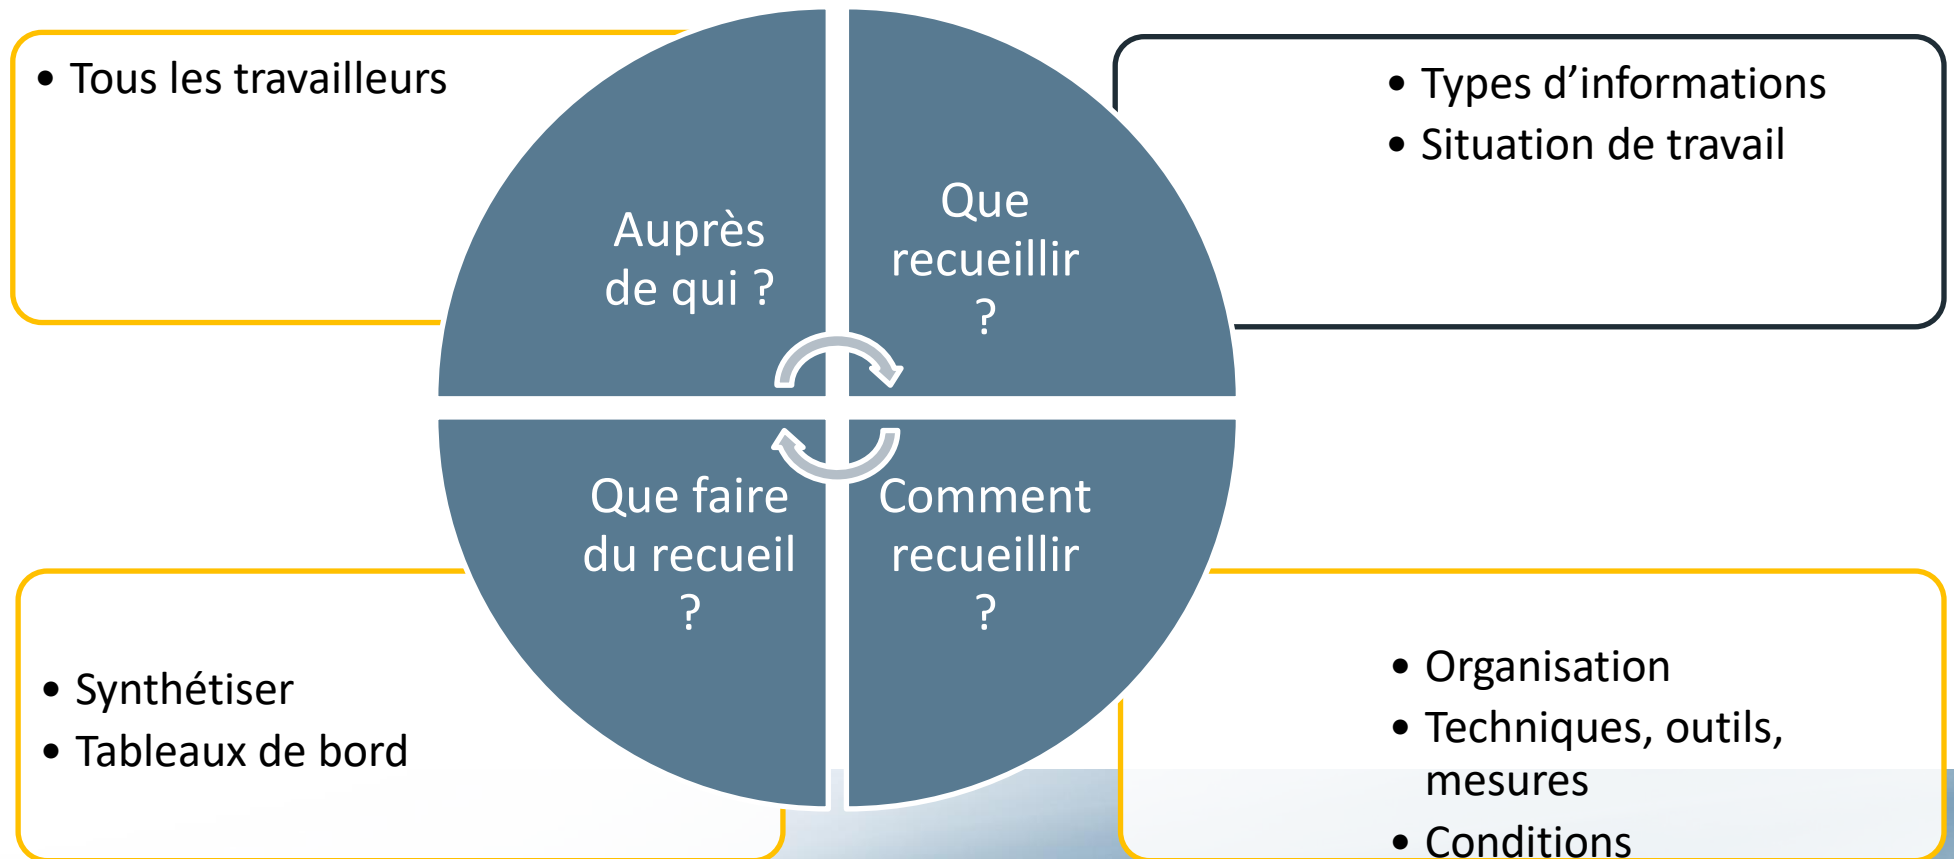 • Tous les travailleurs
Auprès
de qui ?
Que
recueillir
?
• Types d’informations
• Situation de travail
Que faire
du recueil
?
• Synthétiser
• Tableaux de bord
Comment
recueillir
?
• Organisation
• Techniques, outils,
mesures
• Conditions